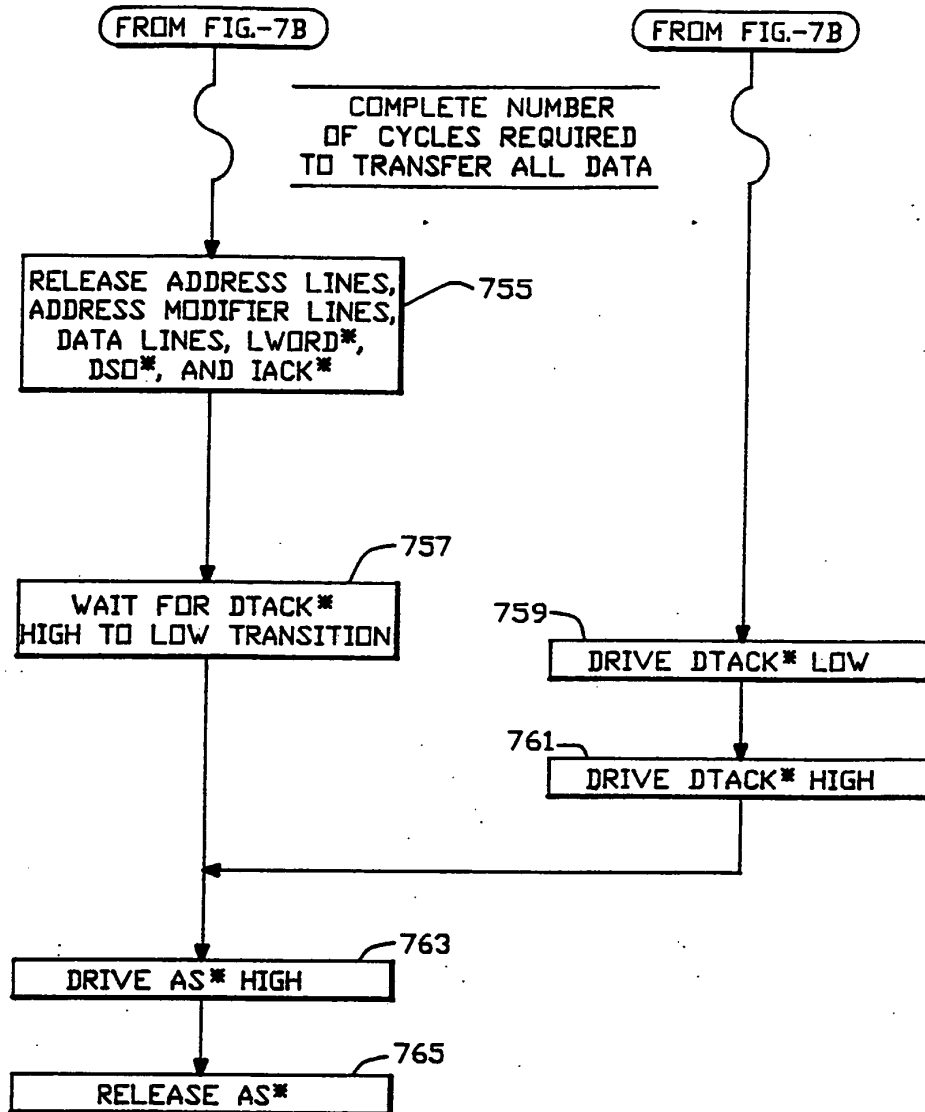 FROM FIG.-7B
FROM FIG.-7B
COMPLETE NUMBER
OF CYCLES REQUIRED
TO TRANSFER ALL DATA
RELEASE ADDRESS LINES,
ADDRESS MODIFIER LINES,
DATA LINES, LWORD*,
DSO*, AND IACK*
755
757
WAIT FOR DTACK*
HIGH TO LOW TRANSITION
759
DRIVE DTACK* LOW
761
DRIVE DTACK* HIGH
763
DRIVE AS* HIGH
765
RELEASE AS*